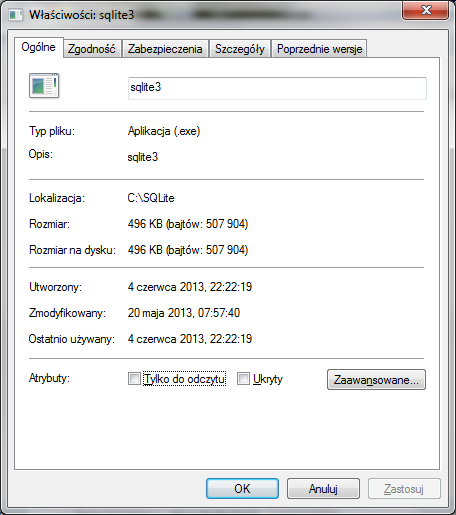 Właściwości: sqlite3
Ogólne Zgodność Zabezpieczenia Szczegóły Poprzednie wersje
sqlite3
Typ pliku: Aplikacja (.exe)
Opis: sqlite3
Lokalizacja: C:\SQLite
Rozmiar: 496 KB (bajtów: 507 904)
Rozmiar na dysku: 496 KB (bajtów: 507 904)
Utworzony: 4 czerwca 2013, 22:22:19
Zmodyfikowany: 20 maja 2013, 07:57:40
Ostatnio używany: 4 czerwca 2013, 22:22:19
Atrybuty: Tylko do odczytu Ukryty Zaawansowane...
OK Anuluj Zastosuj